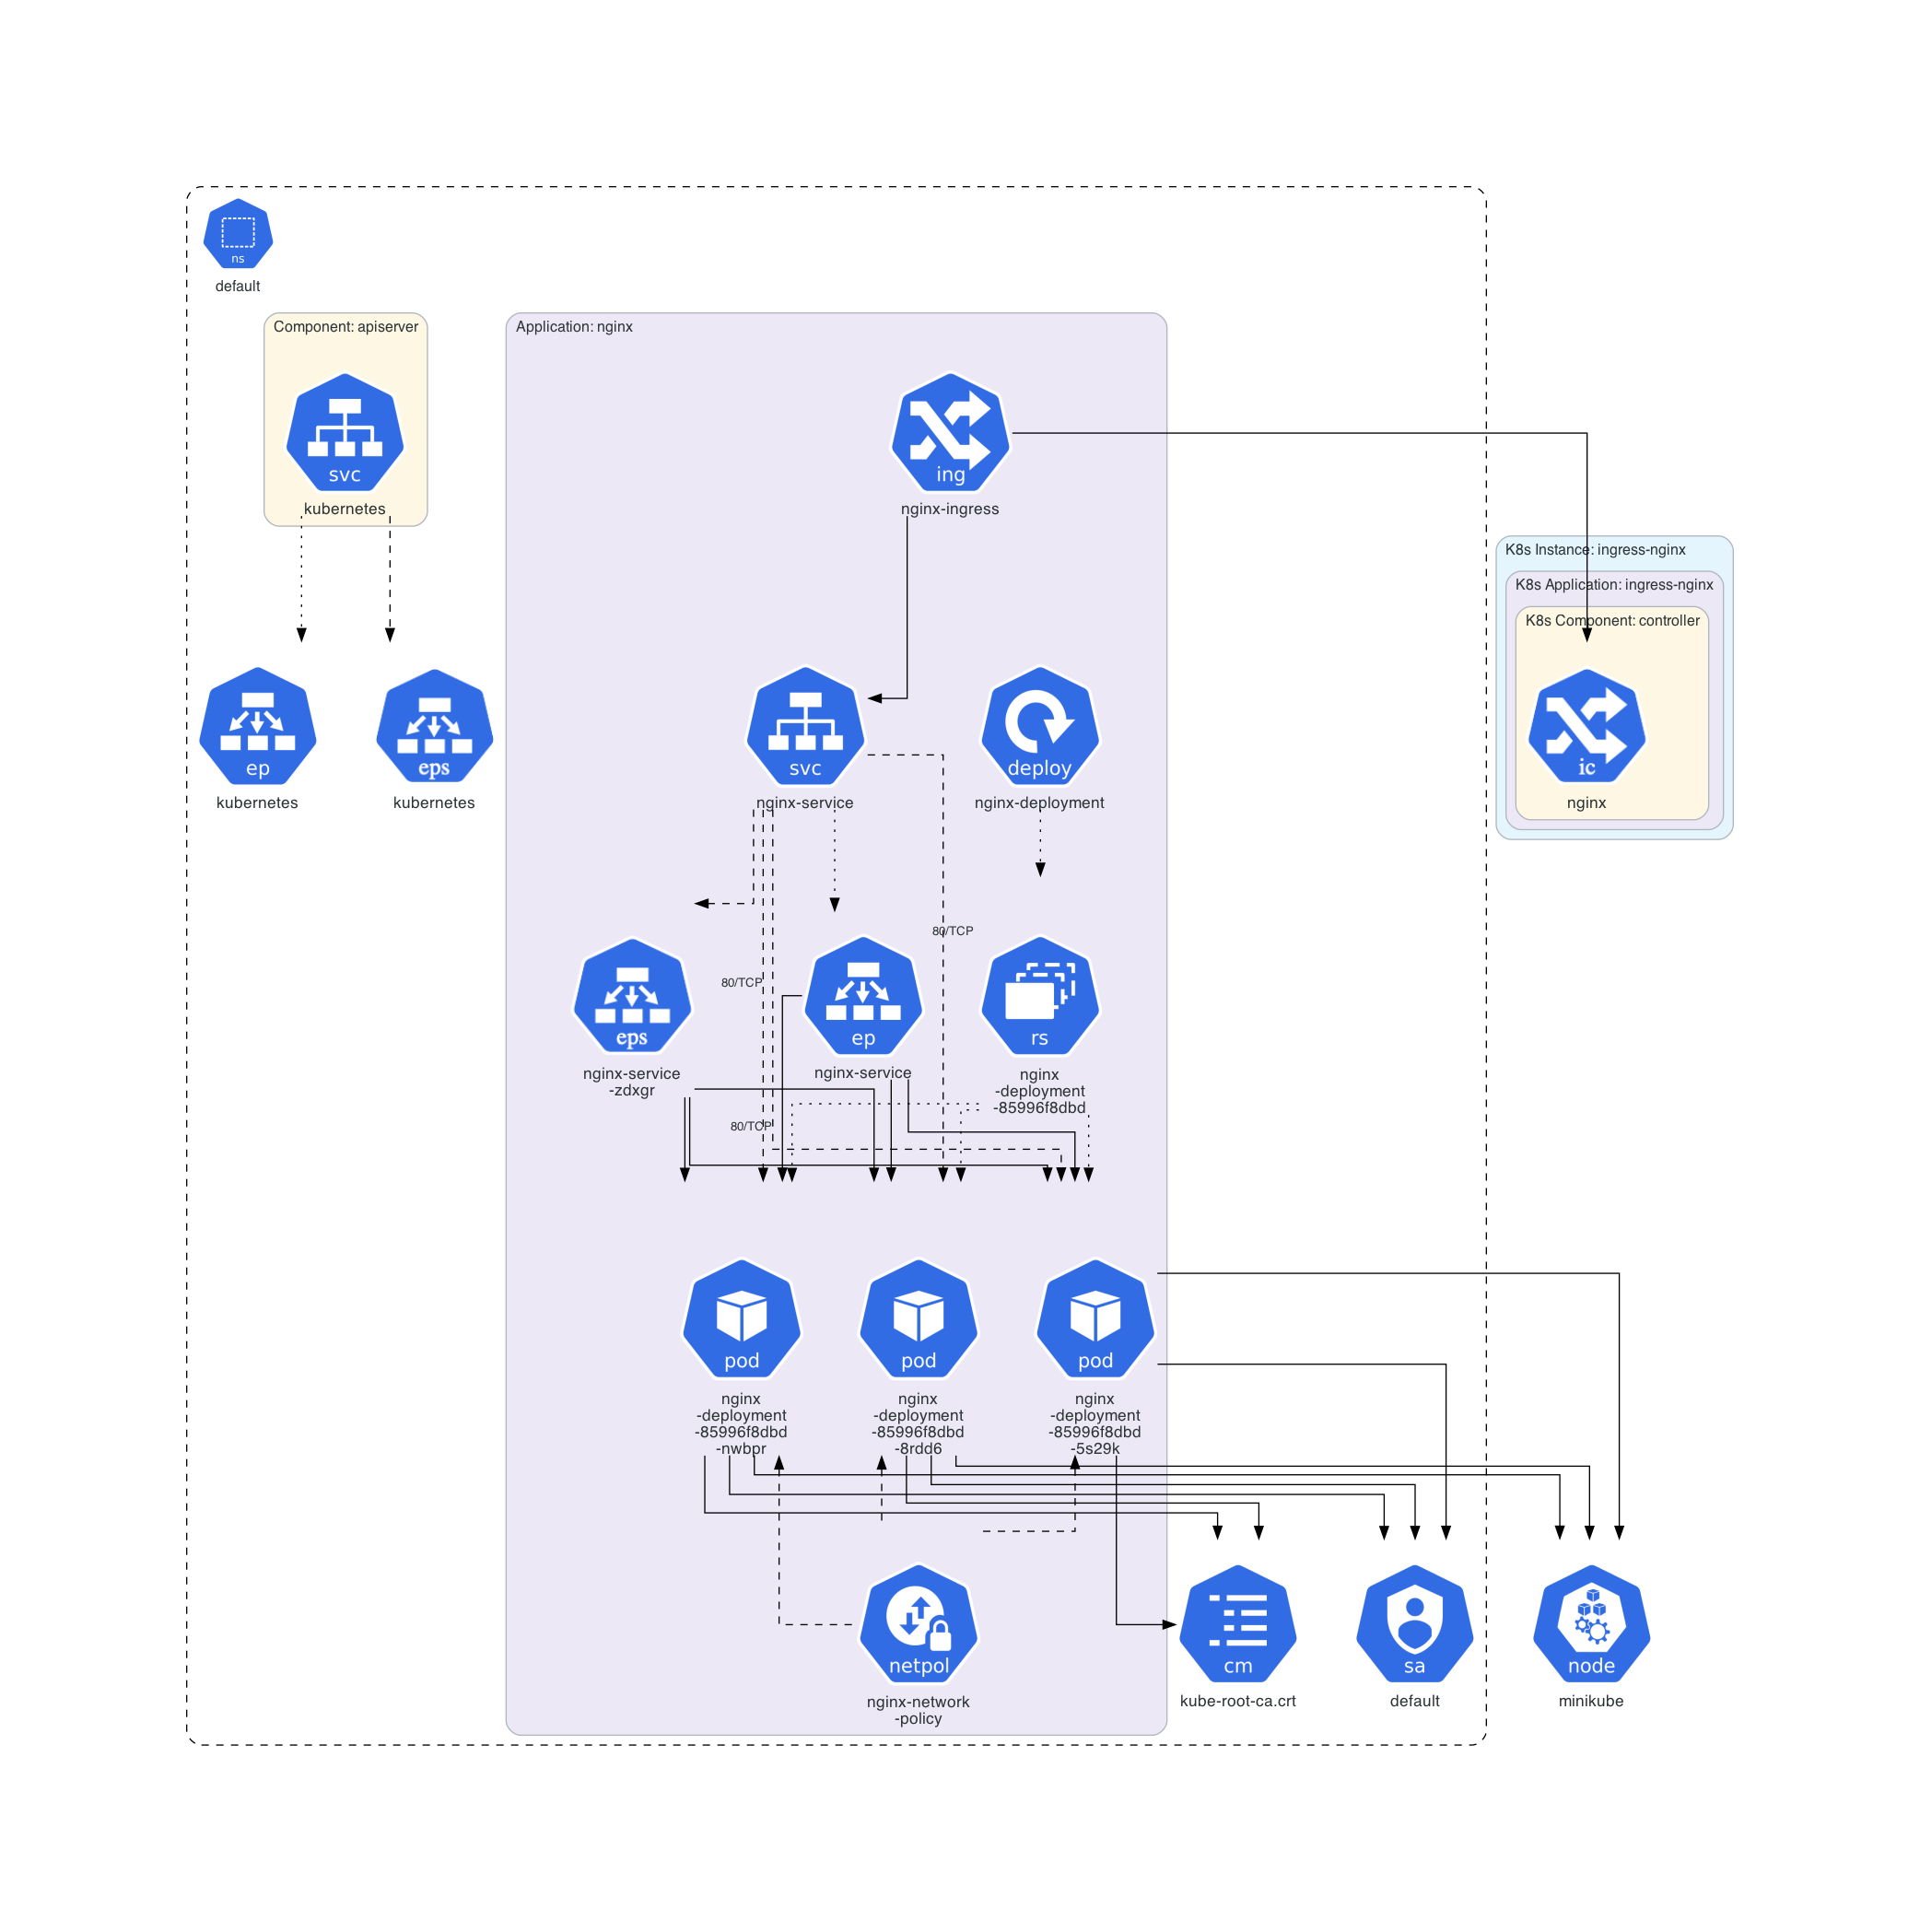 ns
default
Component: apiserver
svc
kubernetes
ep
kubernetes
eps
kubernetes
Application: nginx
ing
nginx-ingress
svc
nginx-service
deploy
nginx-deployment
80/TCP
80/TCP
eps
nginx-service
-zdxgr
ep
nginx-service
rs
nginx
-deployment
-85996f8dbd
80/TCP
pod
nginx
-deployment
-85996f8dbd
-nwbpr
pod
nginx
-deployment
-85996f8dbd
-8rdd6
pod
nginx
-deployment
-85996f8dbd
-5s29k
netpol
nginx-network
-policy
cm
kube-root-ca.crt
sa
default
node
minikube
K8s Instance: ingress-nginx
K8s Application: ingress-nginx
K8s Component: controller
ic
nginx